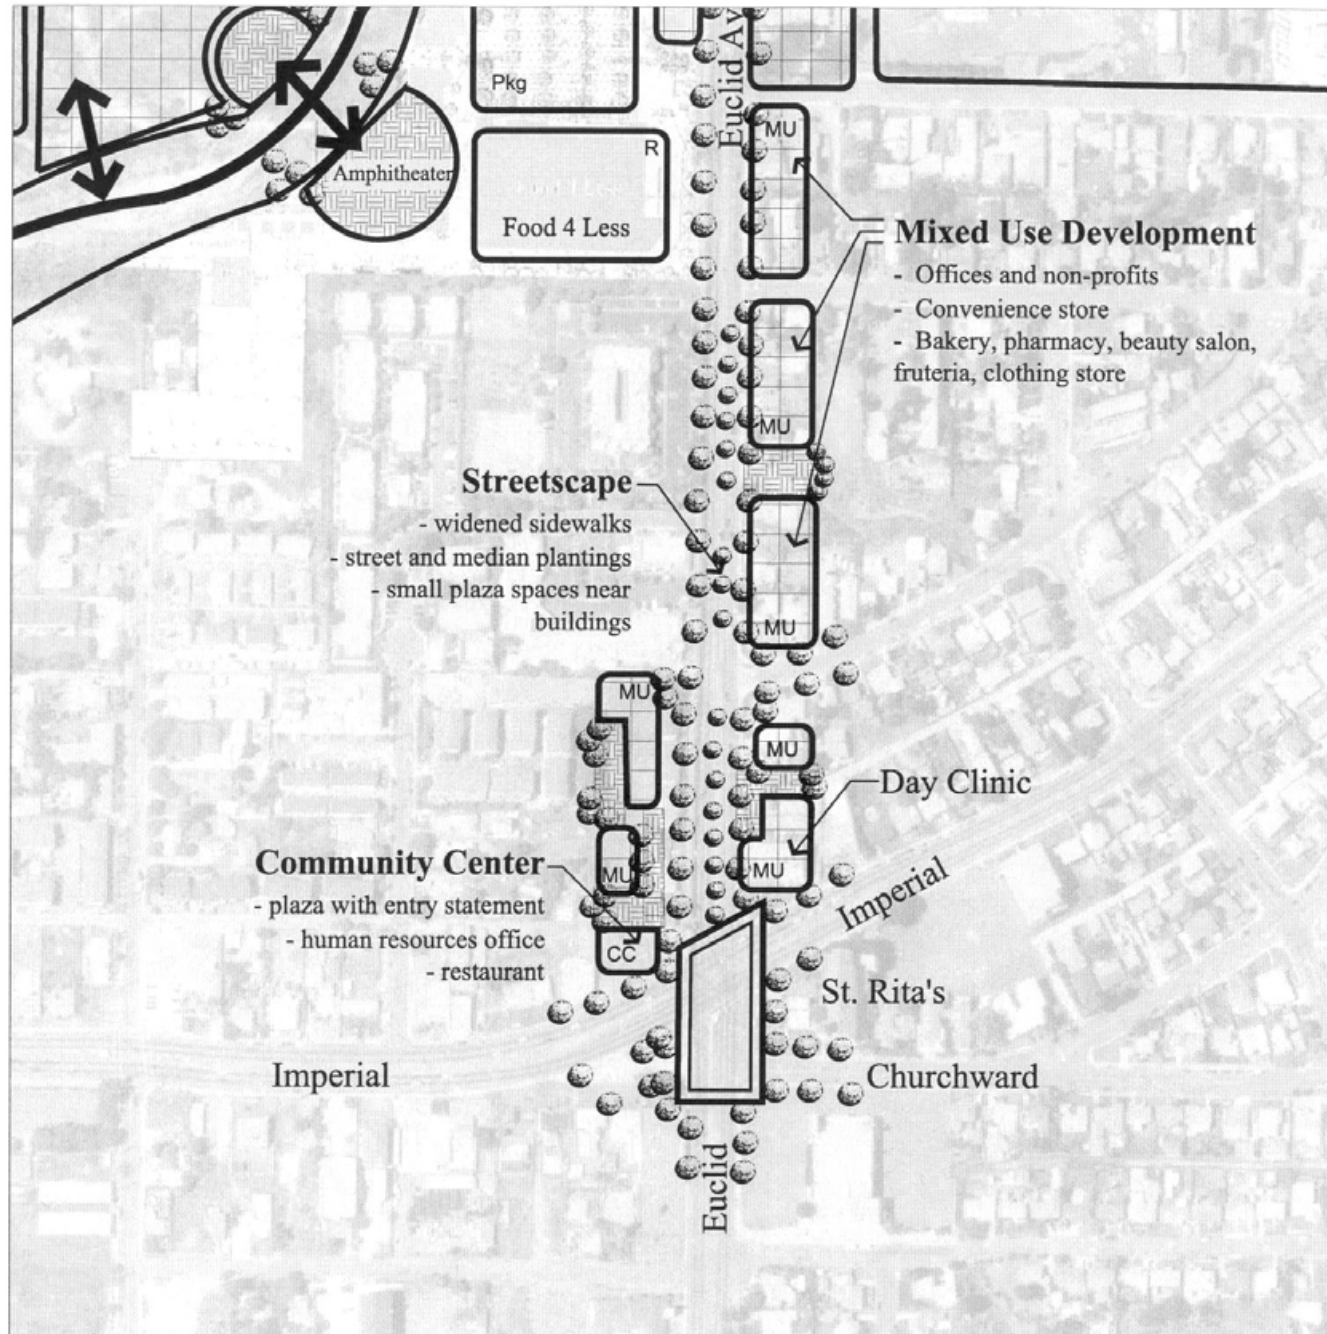 Euclid Av
Pkg
MU
R
Amphitheater
Food 4 Less
Mixed Use Development
- Offices and non-profits
- Convenience store
- Bakery, pharmacy, beauty salon,
fruteria, clothing store
MU
Streetscape
- widened sidewalks
- street and median plantings
- small plaza spaces near
buildings
MU
MU
MU
Day Clinic
Community Center
- plaza with entry statement
- human resources office
- restaurant
MU
MU
Imperial
CC
St. Rita's
Imperial
Churchward
Euclid